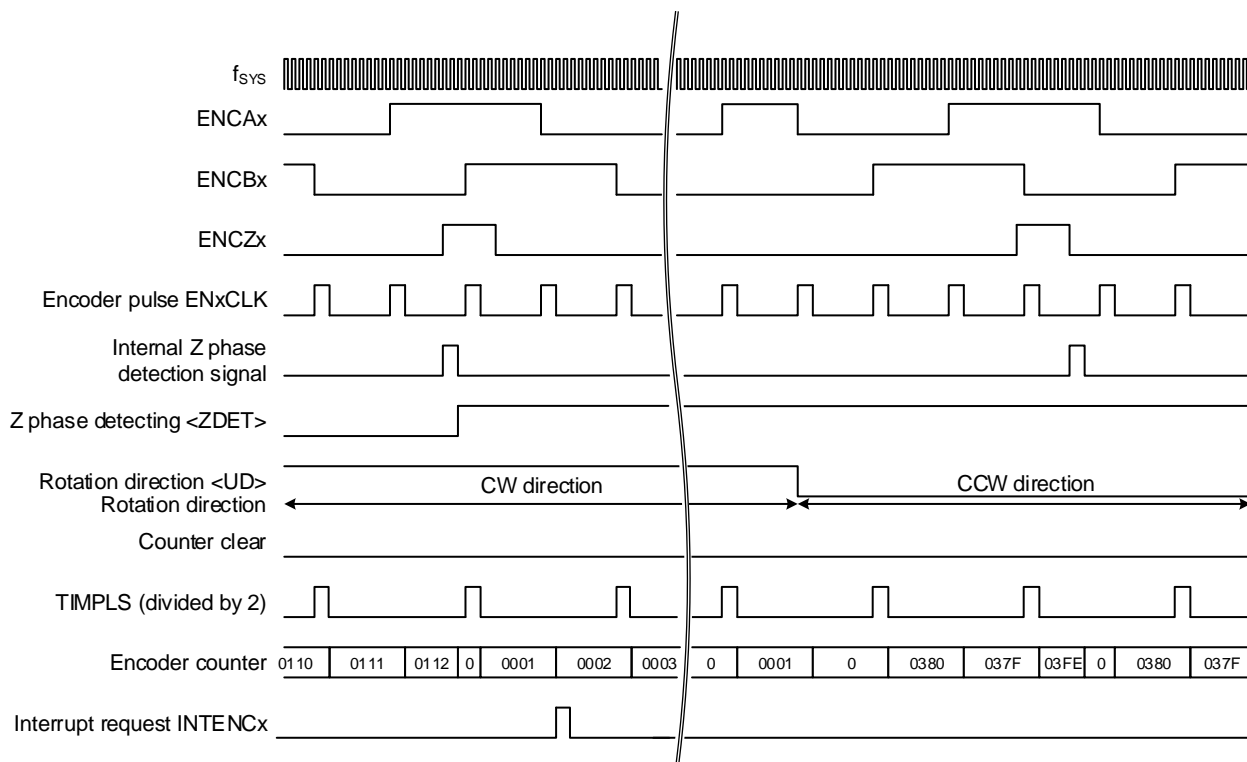 fSYS
ENCAx
ENCBx
ENCZx
Encoder pulse ENxCLK
Internal Z phase
detection signal
Z phase detecting <ZDET>
Rotation direction <UD>
Rotation direction
CW direction
CCW direction
Counter clear
TIMPLS (divided by 2)
Encoder counter
0110 0111 0112 0 0001 0002 0003 0 0001 0 0380 037F 03FE 0 0380 037F
Interrupt request INTENCx